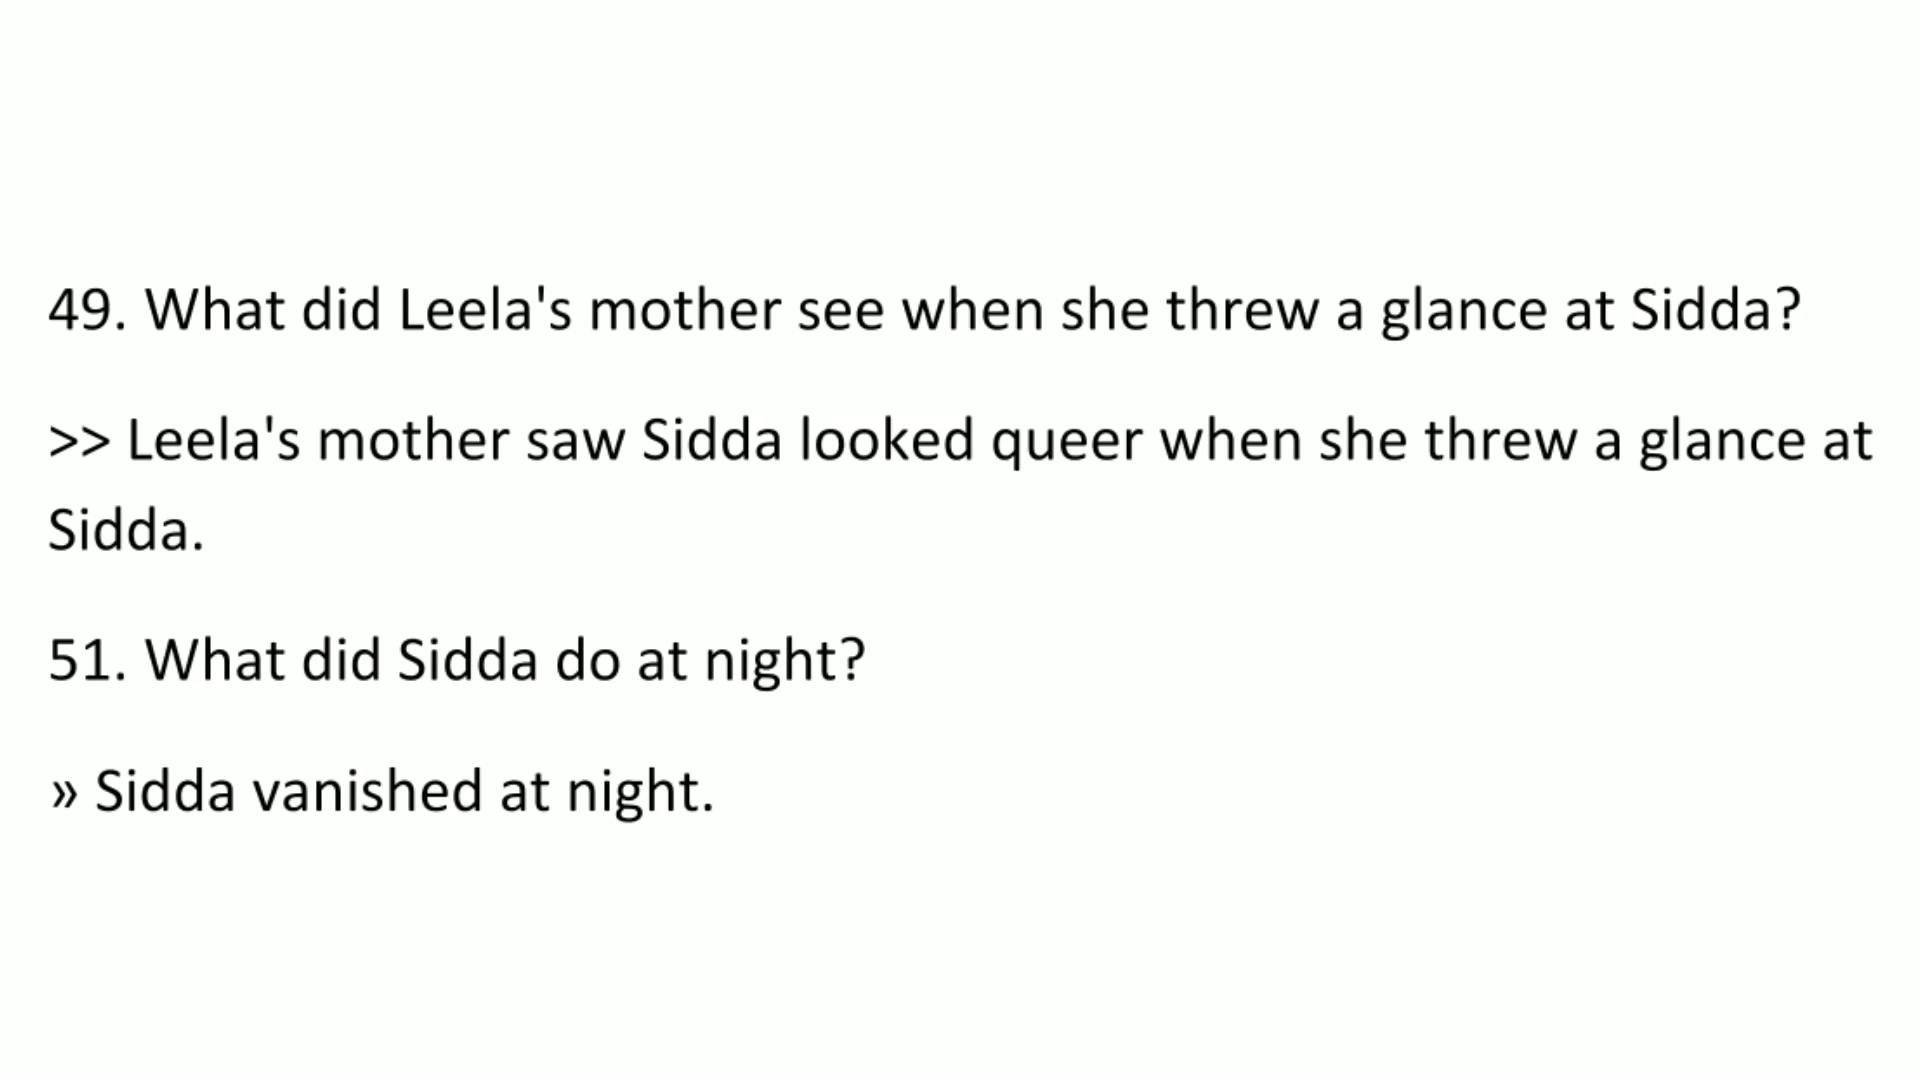 49. What did Leela's mother see when she threw a glance at Sidda?
>> Leela's mother saw Sidda looked queer when she threw a glance at
Sidda.
51. What did Sidda do at night?
» Sidda vanished at night.